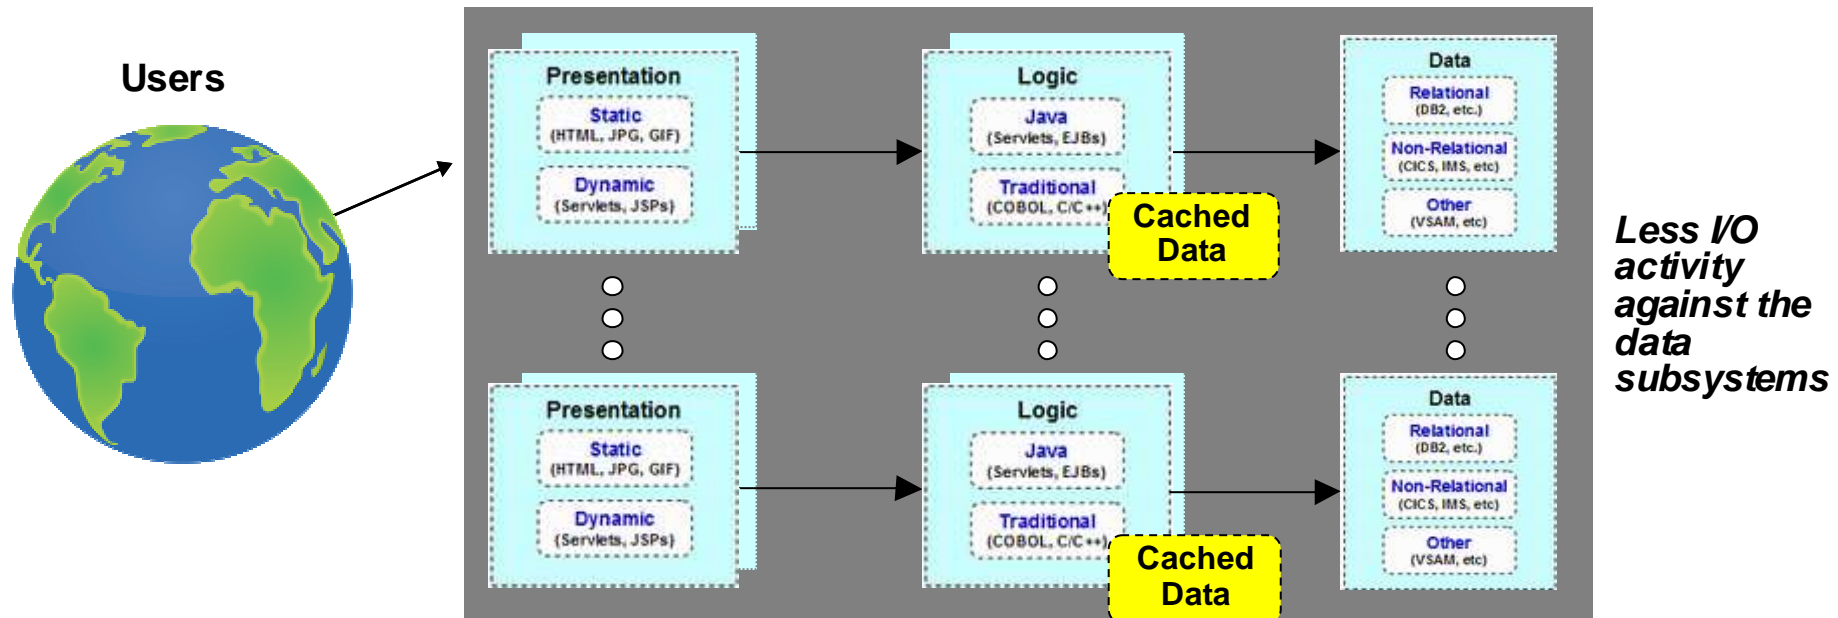 Users
Presentation
Static
(HTML, JPG, GIF)
Dynamic
(Servlets, JSPs)
Logic
Java
(Servlets, EJBs)
Traditional
(COBOL, C/C++)
Cached
Data
Data
Relational
(DB2, etc.)
Non-Relational
(CICS, IMS, etc)
Other
(VSAM, etc)
Less I/O
activity
against the
data
subsystems
Presentation
Static
(HTML, JPG, GIF)
Dynamic
(Servlets, JSPs)
Logic
Java
(Servlets, EJBs)
Traditional
(COBOL, C/C++)
Cached
Data
Data
Relational
(DB2, etc.)
Non-Relational
(CICS, IMS, etc)
Other
(VSAM, etc)